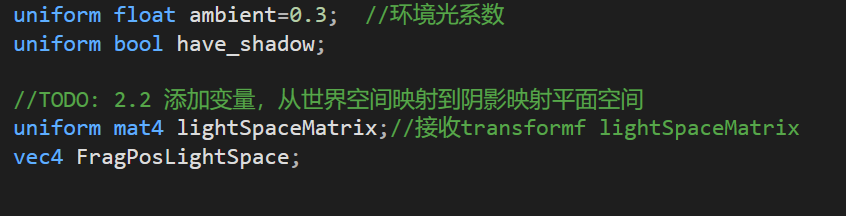 uniform float ambient=0.3;  //环境光系数
uniform bool have_shadow;
//TODO: 2.2 添加变量，从世界空间映射到阴影映射平面空间
uniform mat4 lightSpaceMatrix;//接收transformf lightSpaceMatrix
vec4 FragPosLightSpace;